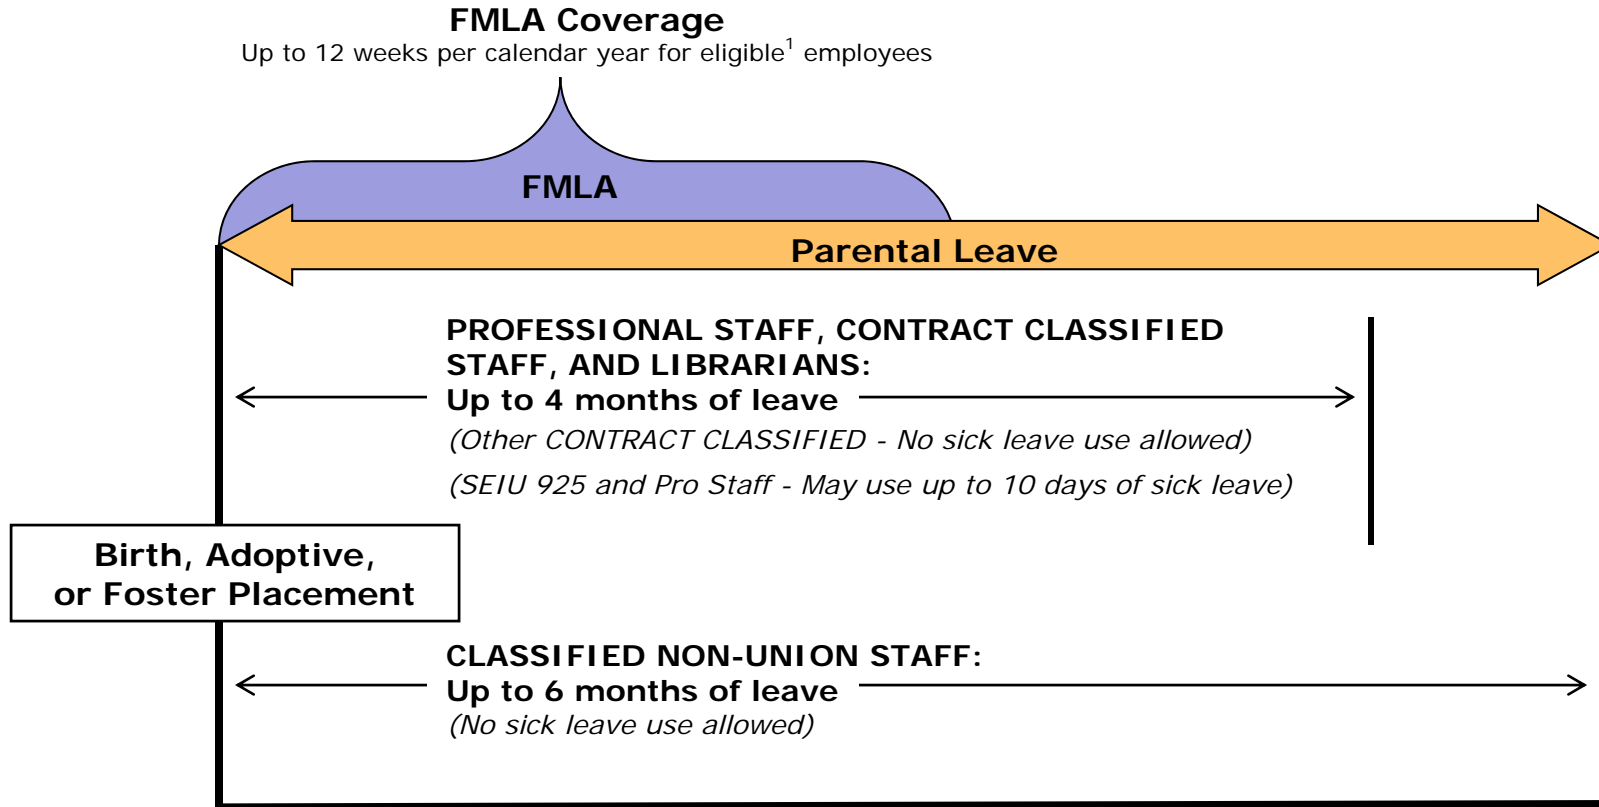 FMLA Coverage
Up to 12 weeks per calendar year for eligible¹ employees
FMLA
Parental Leave
PROFESSIONAL STAFF, CONTRACT CLASSIFIED
STAFF, AND LIBRARIANS:
Up to 4 months of leave
(Other CONTRACT CLASSIFIED - No sick leave use allowed)
(SEIU 925 and Pro Staff - May use up to 10 days of sick leave)
Birth, Adoptive,
or Foster Placement
CLASSIFIED NON-UNION STAFF:
Up to 6 months of leave
(No sick leave use allowed)